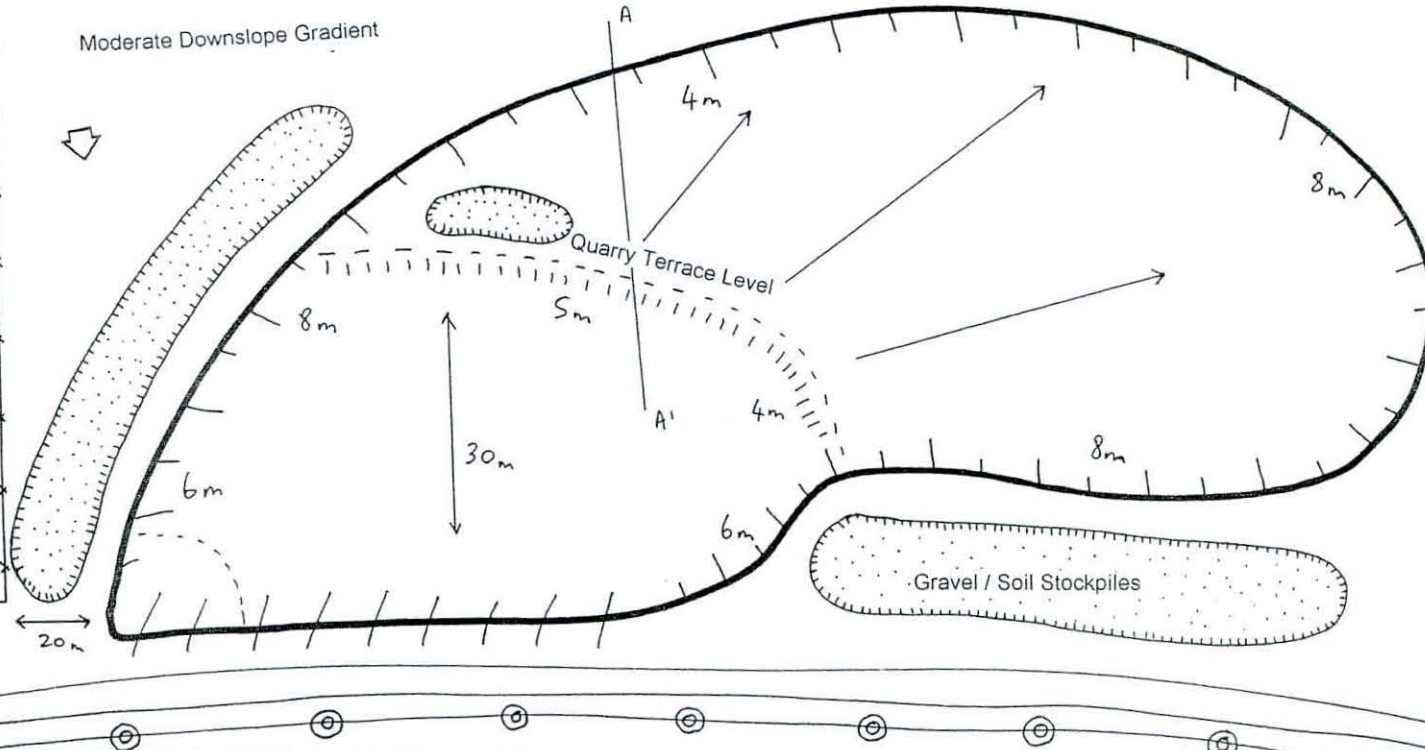 Moderate Downslope Gradient
A
4m
8m
Quarry Terrace Level
5m
8m
A'
4m
30m
8m
6m
6m
Gravel / Soil Stockpiles
20m